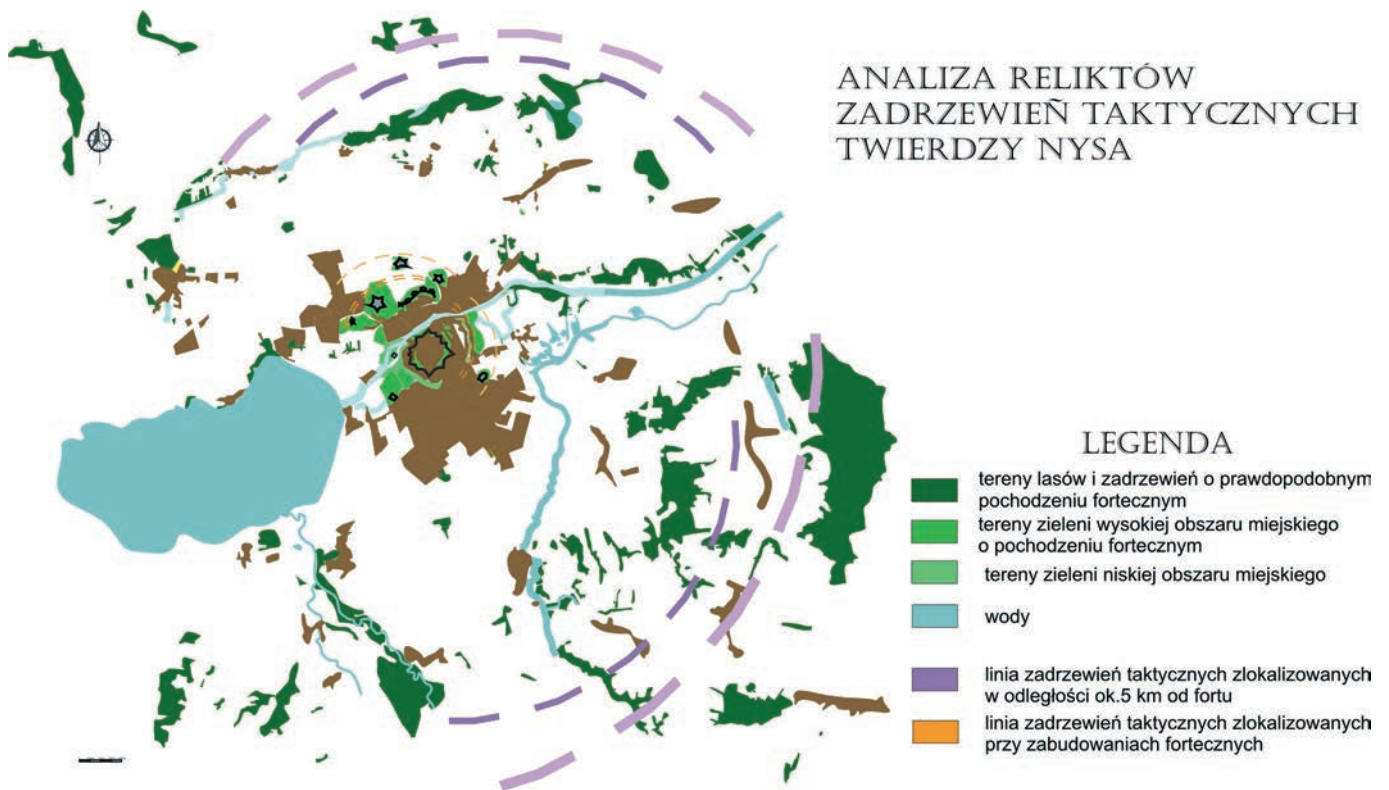 ANALIZA RELIKTÓW
ZADRZEWIEÑ TAKTYCZNYCH
TWIERDZY NYSA
LEGENDA
tereny lasów i zadrzewień o prawdopodobnym
pochodzeniu fortecznym
tereny zieleni wysokiej obszaru miejskiego
o pochodzeniu fortecznym
tereny zieleni niskiej obszaru miejskiego
wody
linia zadrzewień taktycznych zlokalizowanych
w odległości ok.5 km od fortu
linia zadrzewień taktycznych zlokalizowanych
przy zabudowaniach fortecznych